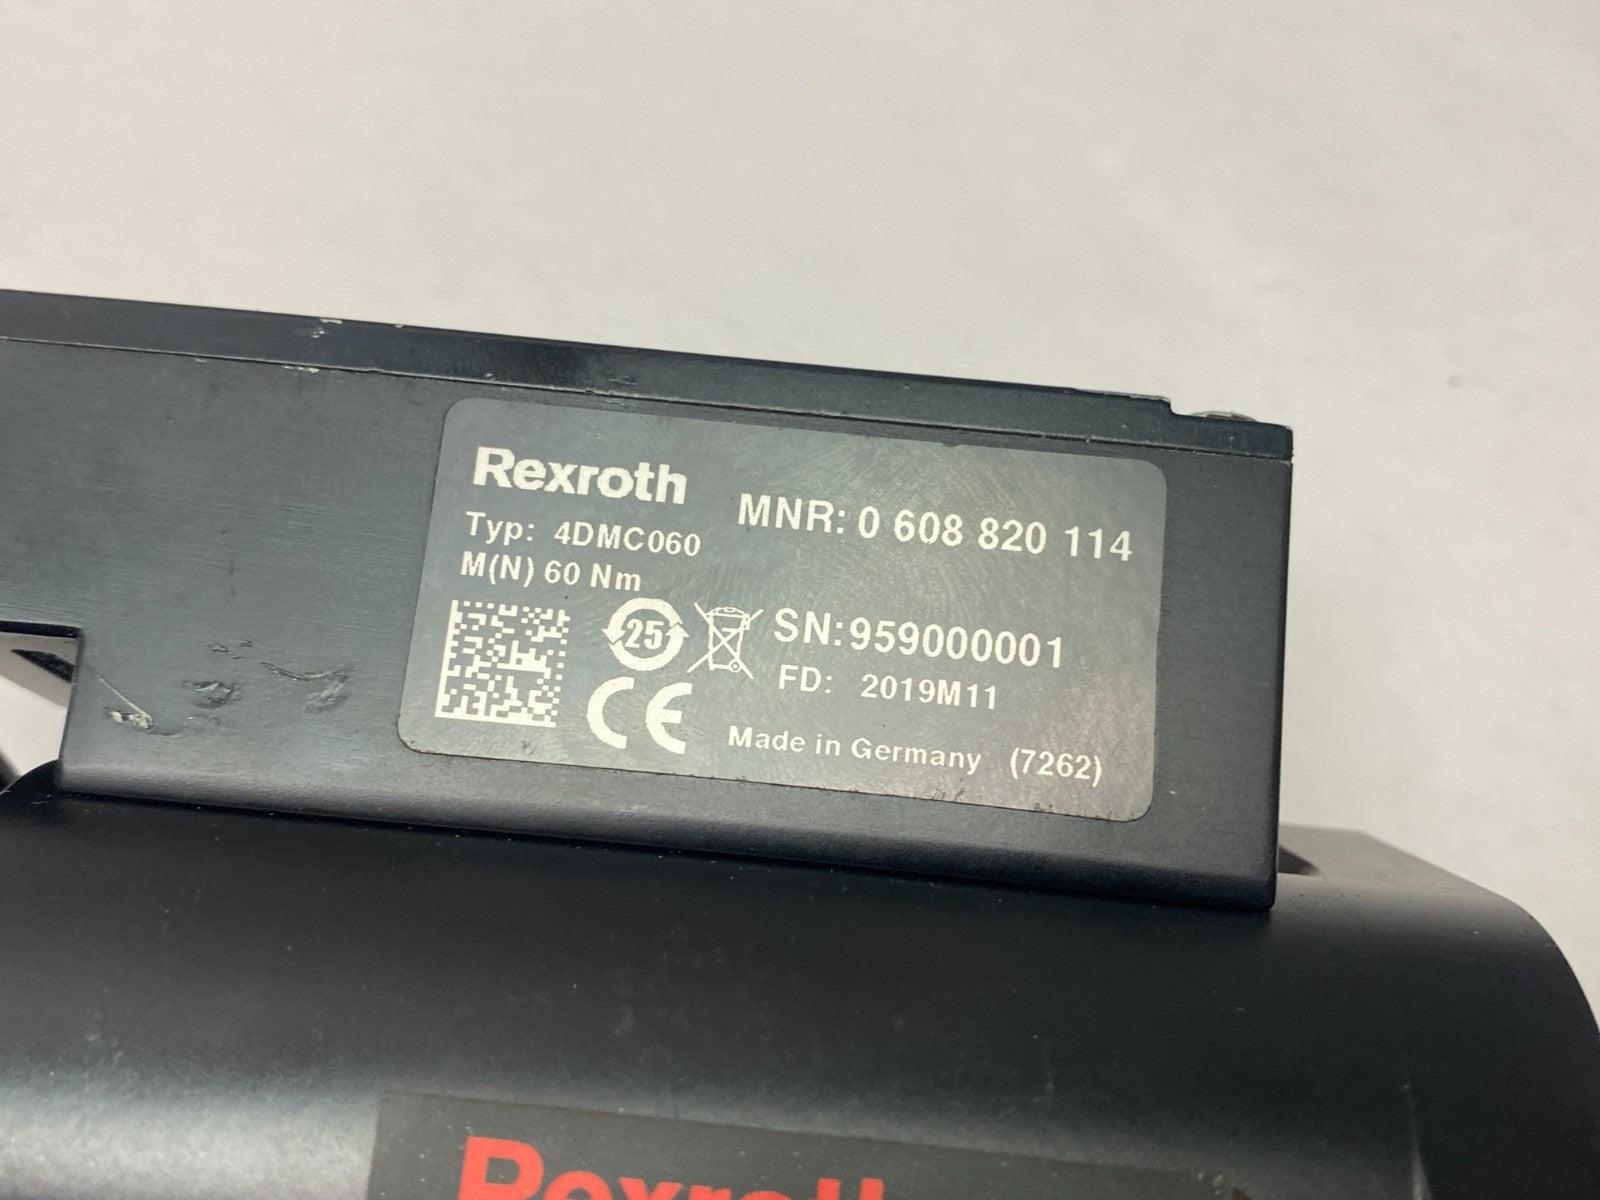 Rexroth
MNR: 0 608 820 114
Typ: 4DMC060
M(N) 60 Nm
25
SN:959000001
FD: 2019M11
CE
Made in Germany (7262)
Rexroth